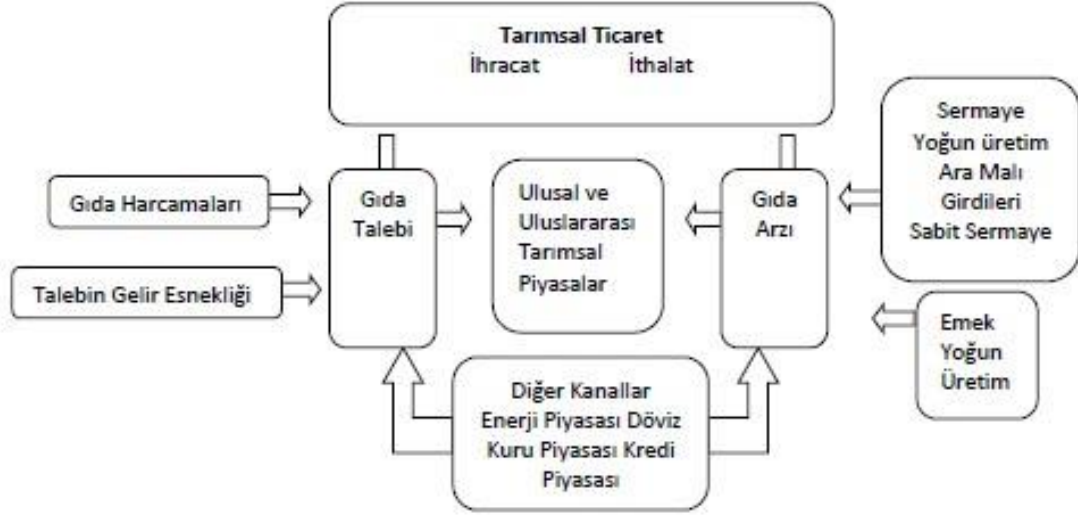 Tarımsal Ticaret
İhracat İthalat
Gıda Harcamaları
Talebin Gelir Esnekliği
Gıda
Talebi
Ulusal ve
Uluslararası
Tarımsal
Piyasalar
Gıda
Arzı
Sermaye
Yoğun üretim
Ara Malı
Girdileri
Sabit Sermaye
Emek
Yoğun
Üretim
Diğer Kanallar
Enerji Piyasası Döviz
Kuru Piyasası Kredi
Piyasası